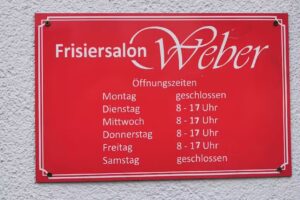 Frisiersalon Weber
Öffnungszeiten
Montag geschlossen
Dienstag 8 - 17 Uhr
Mittwoch 8 - 17 Uhr
Donnerstag 8 - 17 Uhr
Freitag 8 - 17 Uhr
Samstag geschlossen